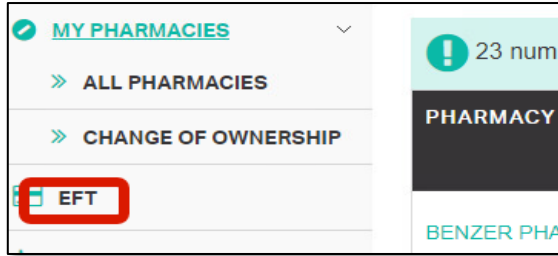 MY PHARMACIES
ALL PHARMACIES
CHANGE OF OWNERSHIP
EFT
23 num
PHARMACY
BENZER PHA